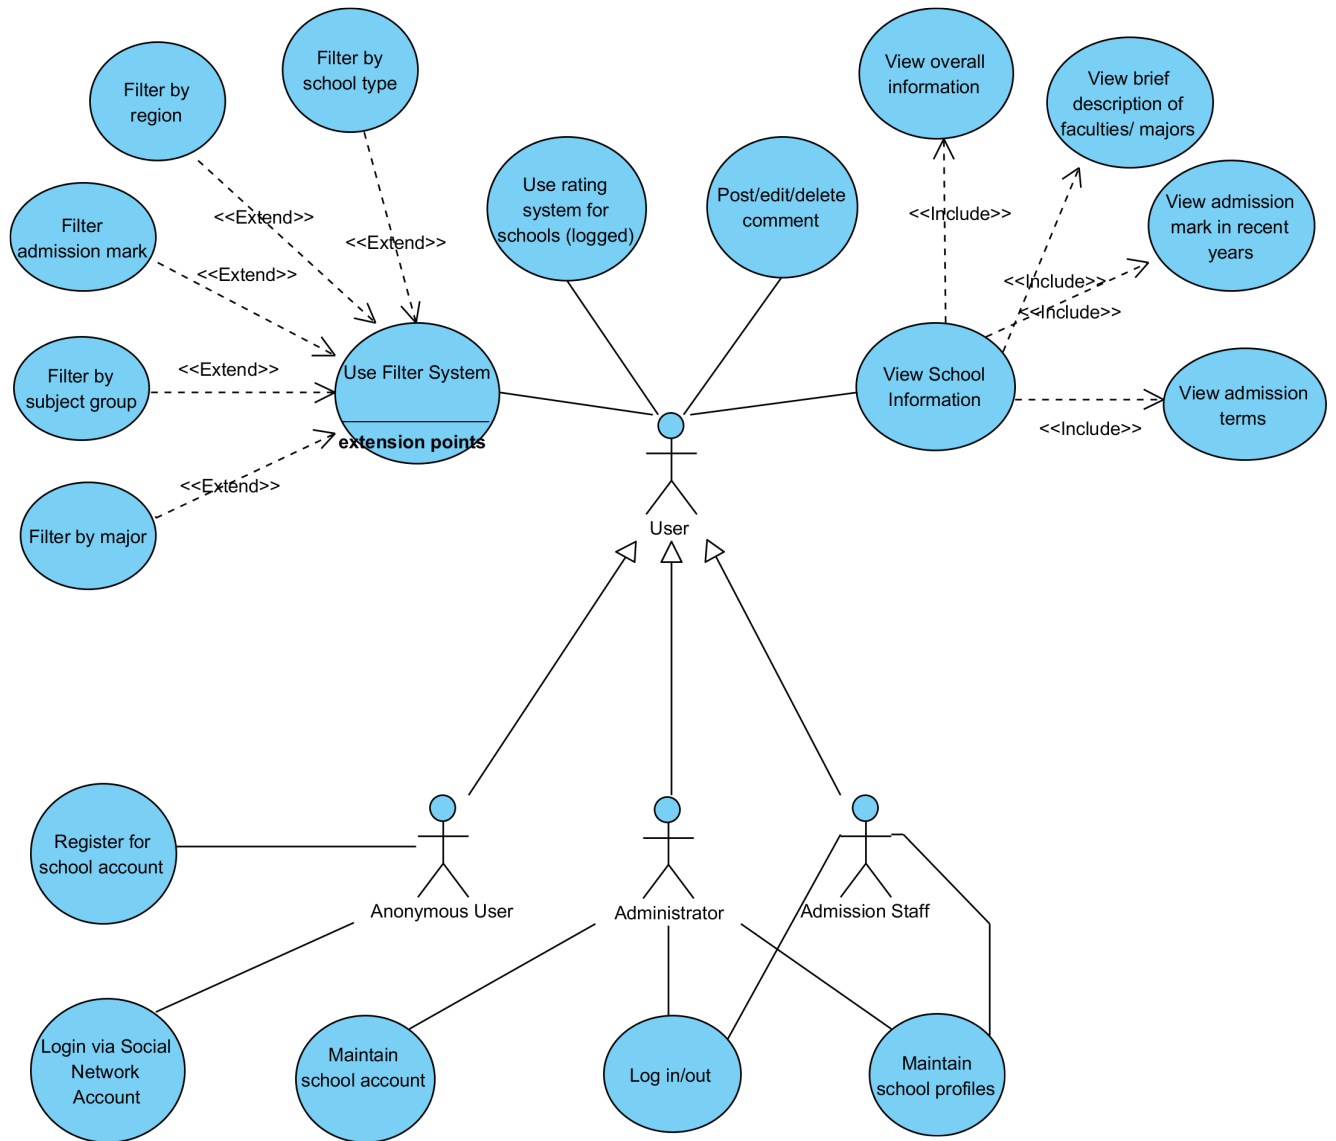 Filter by
school type
Filter by
region
View overall
information
View brief
description of
faculties/ majors
Use rating
system for
schools (logged)
Post/edit/delete
comment
View admission
mark in recent
years
Filter
admission mark
<<Extend>>
<<Extend>>
<<Extend>>
<<Include>>
<<Include>>
<<Include>>
Filter by
subject group
<<Extend>>
Use Filter System
extension points
View School
Information
View admission
terms
<<Include>>
<<Extend>>
Filter by major
User
Register for
school account
Anonymous User
Administrator
Admission Staff
Login via Social
Network
Account
Maintain
school account
Log in/out
Maintain
school profiles